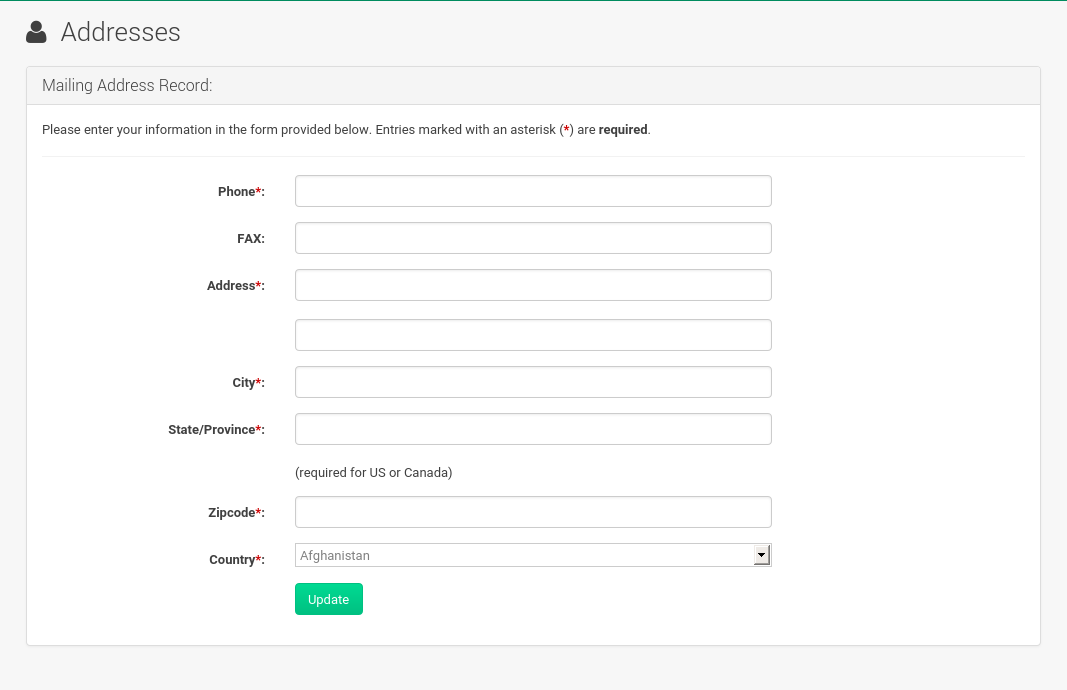 Addresses
Mailing Address Record:
Please enter your information in the form provided below. Entries marked with an asterisk (*) are required.
Phone*:
FAX:
Address*:
City*:
State/Province*:
(required for US or Canada)
Zipcode*:
Country*: Afghanistan
Update